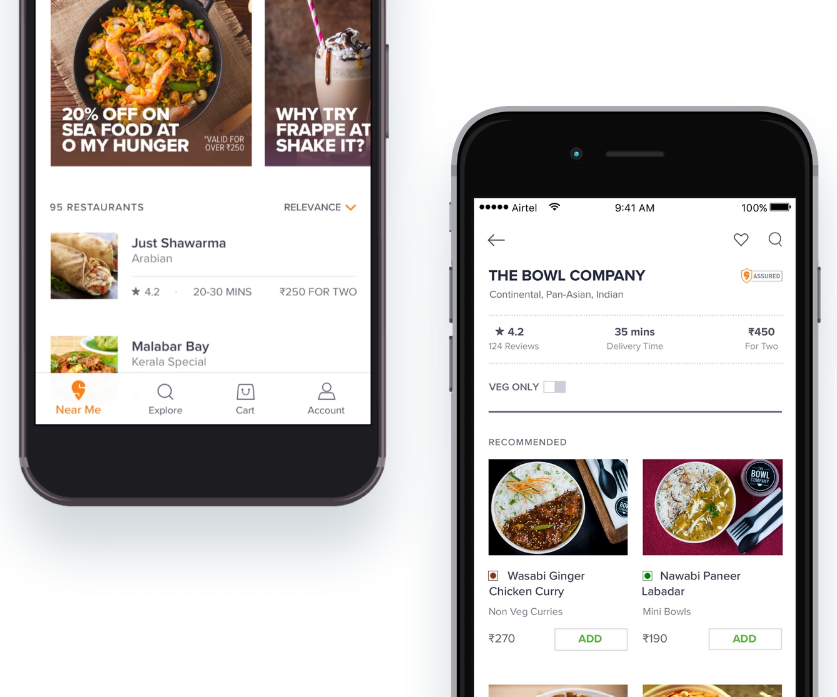 20% OFF ON
SEA FOOD AT
O MY HUNGER
*VALID FOR
OVER ₹250
WHY TRY
FRAPPE AT
SHAKE IT?
95 RESTAURANTS
RELEVANCE
Just Shawarma
Arabian
★ 4.2 · 20-30 MINS ₹250 FOR TWO
Malabar Bay
Kerala Special
Near Me
Explore
Cart
Account
Airtel 9:41 AM 100%
THE BOWL COMPANY
ASSURED
Continental, Pan-Asian, Indian
★ 4.2 35 mins ₹450
124 Reviews Delivery Time For Two
VEG ONLY
RECOMMENDED
BOWL
COMPANY
Wasabi Ginger
Chicken Curry
Non Veg Curries
₹270 ADD
Nawabi Paneer
Labadar
Mini Bowls
₹190 ADD